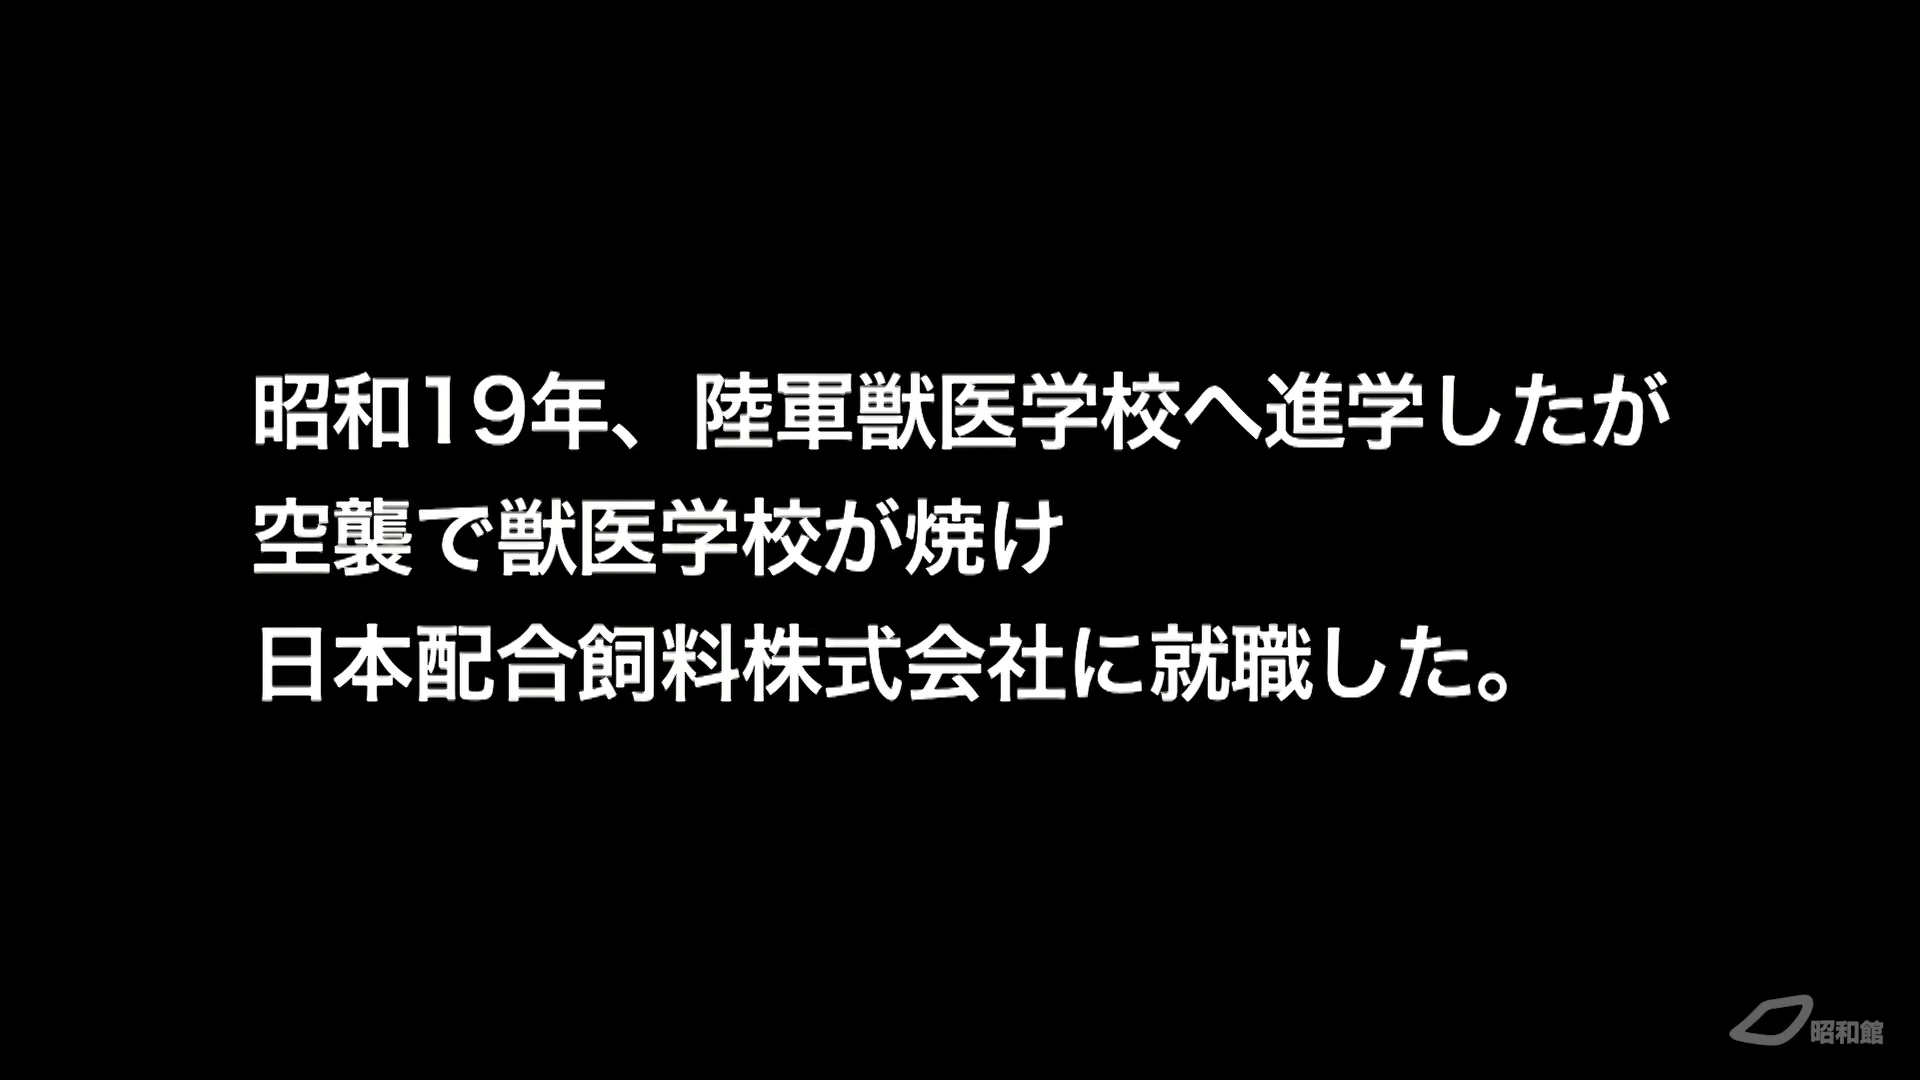 昭和19年、陸軍獣医学校へ進学したが
空襲で獣医学校が焼け
日本配合飼料株式会社に就職した。
昭和館